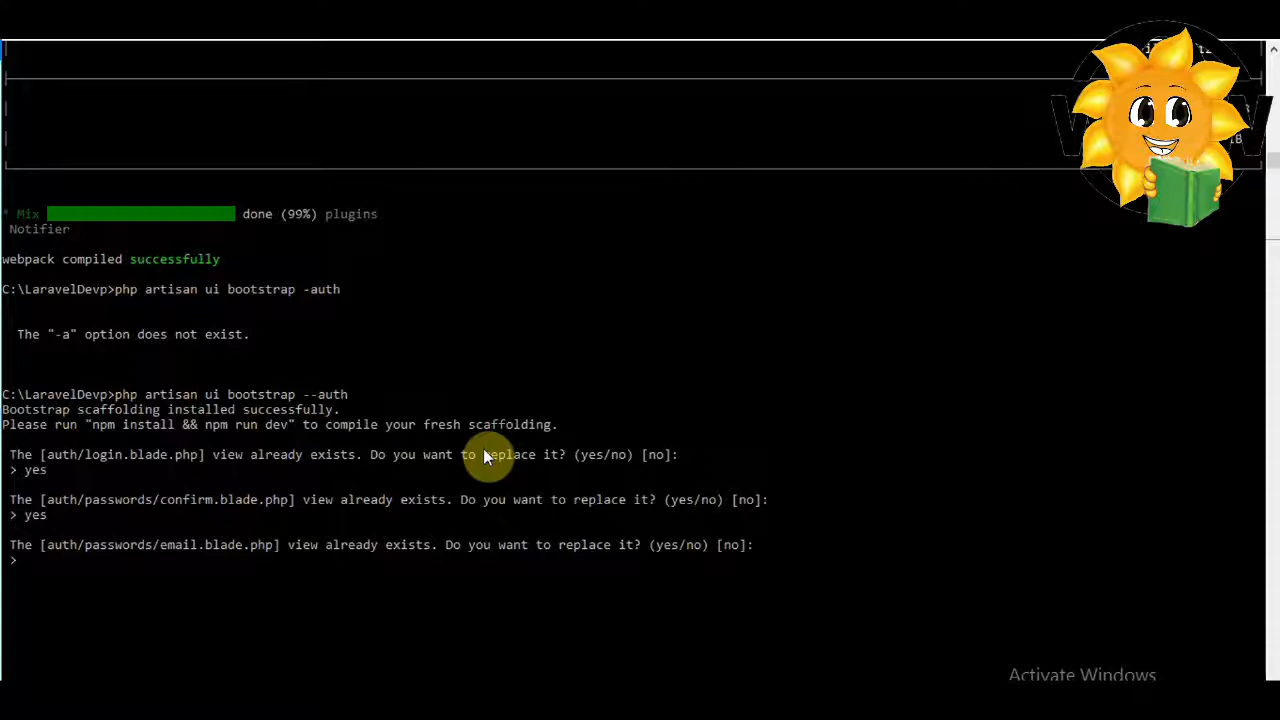 * Mix done (99%) plugins
Notifier
webpack compiled successfully
C:\LaravelDevp>php artisan ui bootstrap -auth
The "-a" option does not exist.
C:\LaravelDevp>php artisan ui bootstrap --auth
Bootstrap scaffolding installed successfully.
Please run "npm install && npm run dev" to compile your fresh scaffolding.
The [auth/login.blade.php] view already exists. Do you want to replace it? (yes/no) [no]:
> yes
The [auth/passwords/confirm.blade.php] view already exists. Do you want to replace it? (yes/no) [no]:
> yes
The [auth/passwords/email.blade.php] view already exists. Do you want to replace it? (yes/no) [no]:
>
Activate Windows